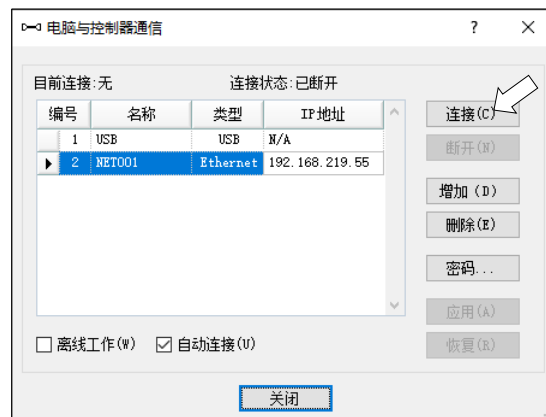 电脑与控制器通信
目前连接:无 连接状态:已断开
编号 名称 类型 IP地址
1 USB USB N/A
2 NET001 Ethernet 192.168.219.55
连接(C)
断开(N)
增加 (D)
删除(E)
密码...
应用(A)
恢复(R)
离线工作(W) 自动连接(U)
关闭